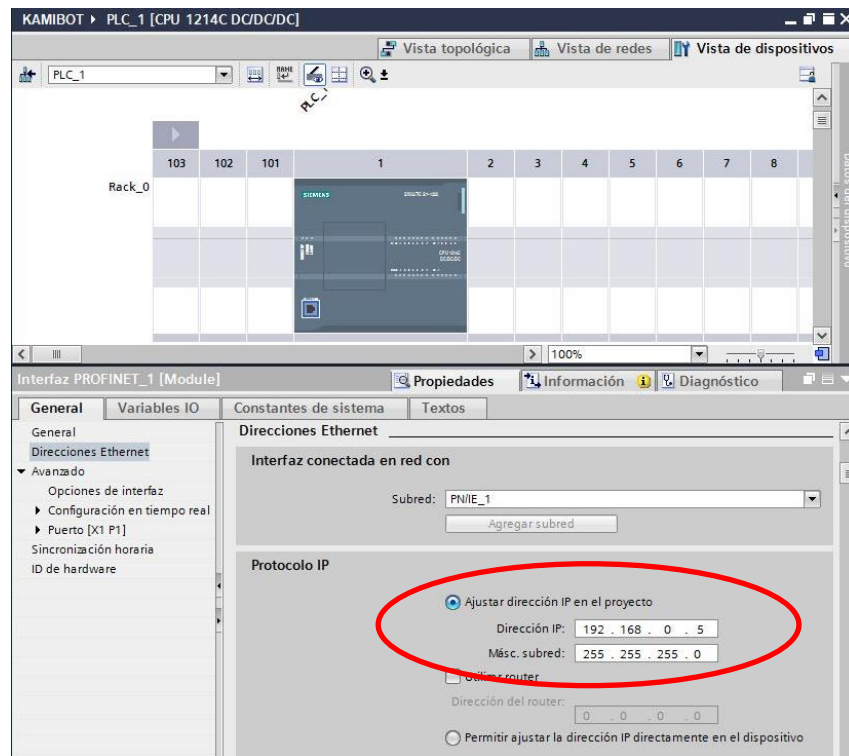 KAMIBOT ▸ PLC_1 [CPU 1214C DC/DC/DC]
Vista topológica
Vista de redes
Vista de dispositivos
PLC_1
100%
PLC_1
103 102 101 1 2 3 4 5 6 7 8
Rack_0
SIEMENS
100%
Interfaz PROFINET_1 [Module]
Propiedades
Información
Diagnóstico
General
Variables IO
Constantes de sistema
Textos
General
Direcciones Ethernet
Avanzado
Opciones de interfaz
Configuración en tiempo real
Puerto [X1 P1]
Sincronización horaria
ID de hardware
Direcciones Ethernet
Interfaz conectada en red con
Subred: PN/IE_1
Agregar subred
Protocolo IP
Ajustar dirección IP en el proyecto
Dirección IP: 192 . 168 . 0 . 5
Másc. subred: 255 . 255 . 255 . 0
Utilizar router
Dirección del router: 0 . 0 . 0 . 0
Permitir ajustar la dirección IP directamente en el dispositivo